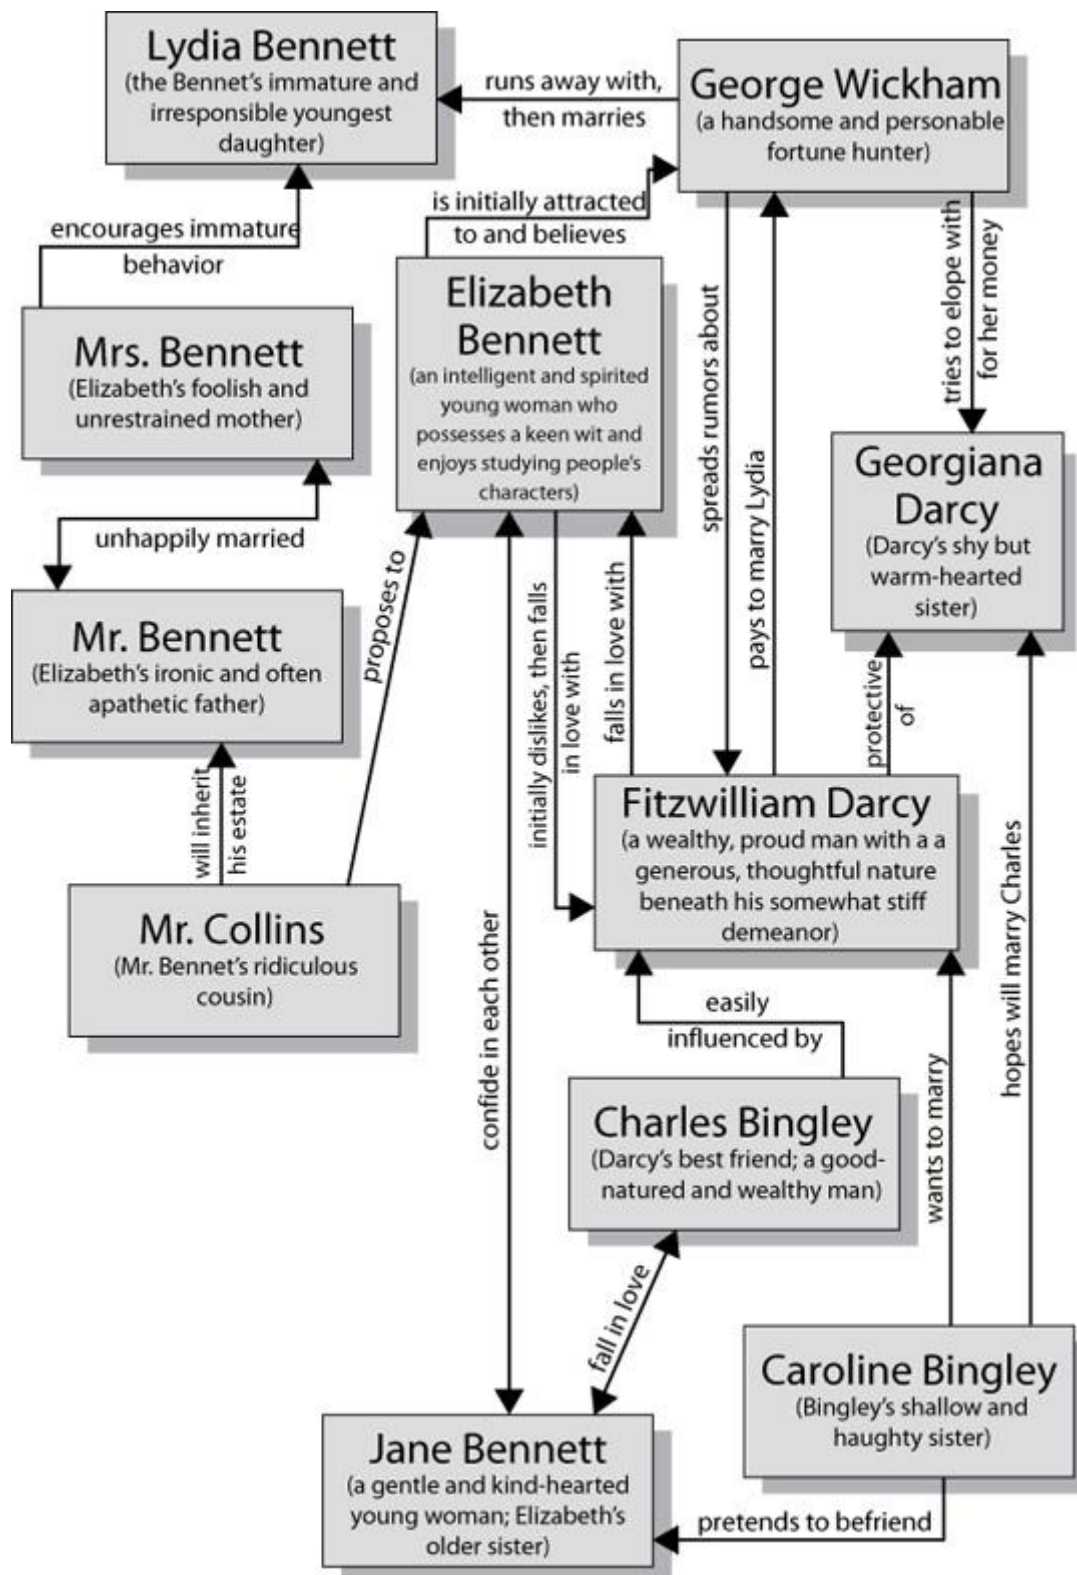 Lydia Bennett
(the Bennet's immature and
irresponsible youngest
daughter)
runs away with,
then marries
George Wickham
(a handsome and personable
fortune hunter)
encourages immature
behavior
is initially attracted
to and believes
tries to elope with
for her money
Mrs. Bennett
(Elizabeth's foolish and
unrestrained mother)
Elizabeth
Bennett
(an intelligent and spirited
young woman who
possesses a keen wit and
enjoys studying people's
characters)
spreads rumors about
pays to marry Lydia
Georgiana
Darcy
(Darcy's shy but
warm-hearted
sister)
unhappily married
Mr. Bennett
(Elizabeth's ironic and often
apathetic father)
proposes to
initially dislikes, then falls
in love with
falls in love with
protective
of
will inherit
his estate
Fitzwilliam Darcy
(a wealthy, proud man with a a
generous, thoughtful nature
beneath his somewhat stiff
demeanor)
Mr. Collins
(Mr. Bennet's ridiculous
cousin)
confide in each other
easily
influenced by
hopes will marry Charles
wants to marry
Charles Bingley
(Darcy's best friend; a good-
natured and wealthy man)
fall in love
Caroline Bingley
(Bingley's shallow and
haughty sister)
Jane Bennett
(a gentle and kind-hearted
young woman; Elizabeth's
older sister)
pretends to befriend